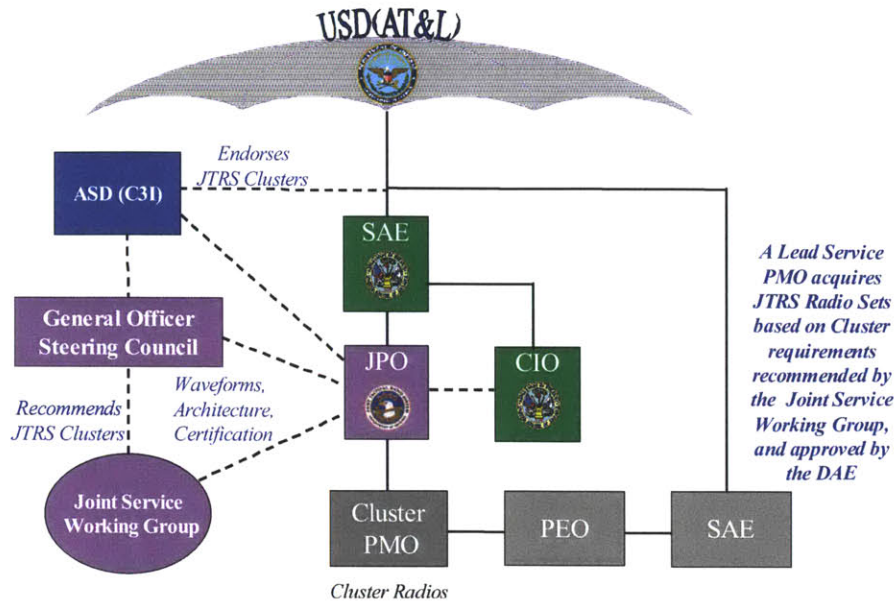 USD(AT&L)
Endorses
JTRS Clusters
ASD (C3I)
SAE
General Officer
Steering Council
JPO
CIO
Recommends
JTRS Clusters
Waveforms,
Architecture,
Certification
Joint Service
Working Group
A Lead Service
PMO acquires
JTRS Radio Sets
based on Cluster
requirements
recommended by
the Joint Service
Working Group,
and approved by
the DAE
Cluster
PMO
PEO
SAE
Cluster Radios